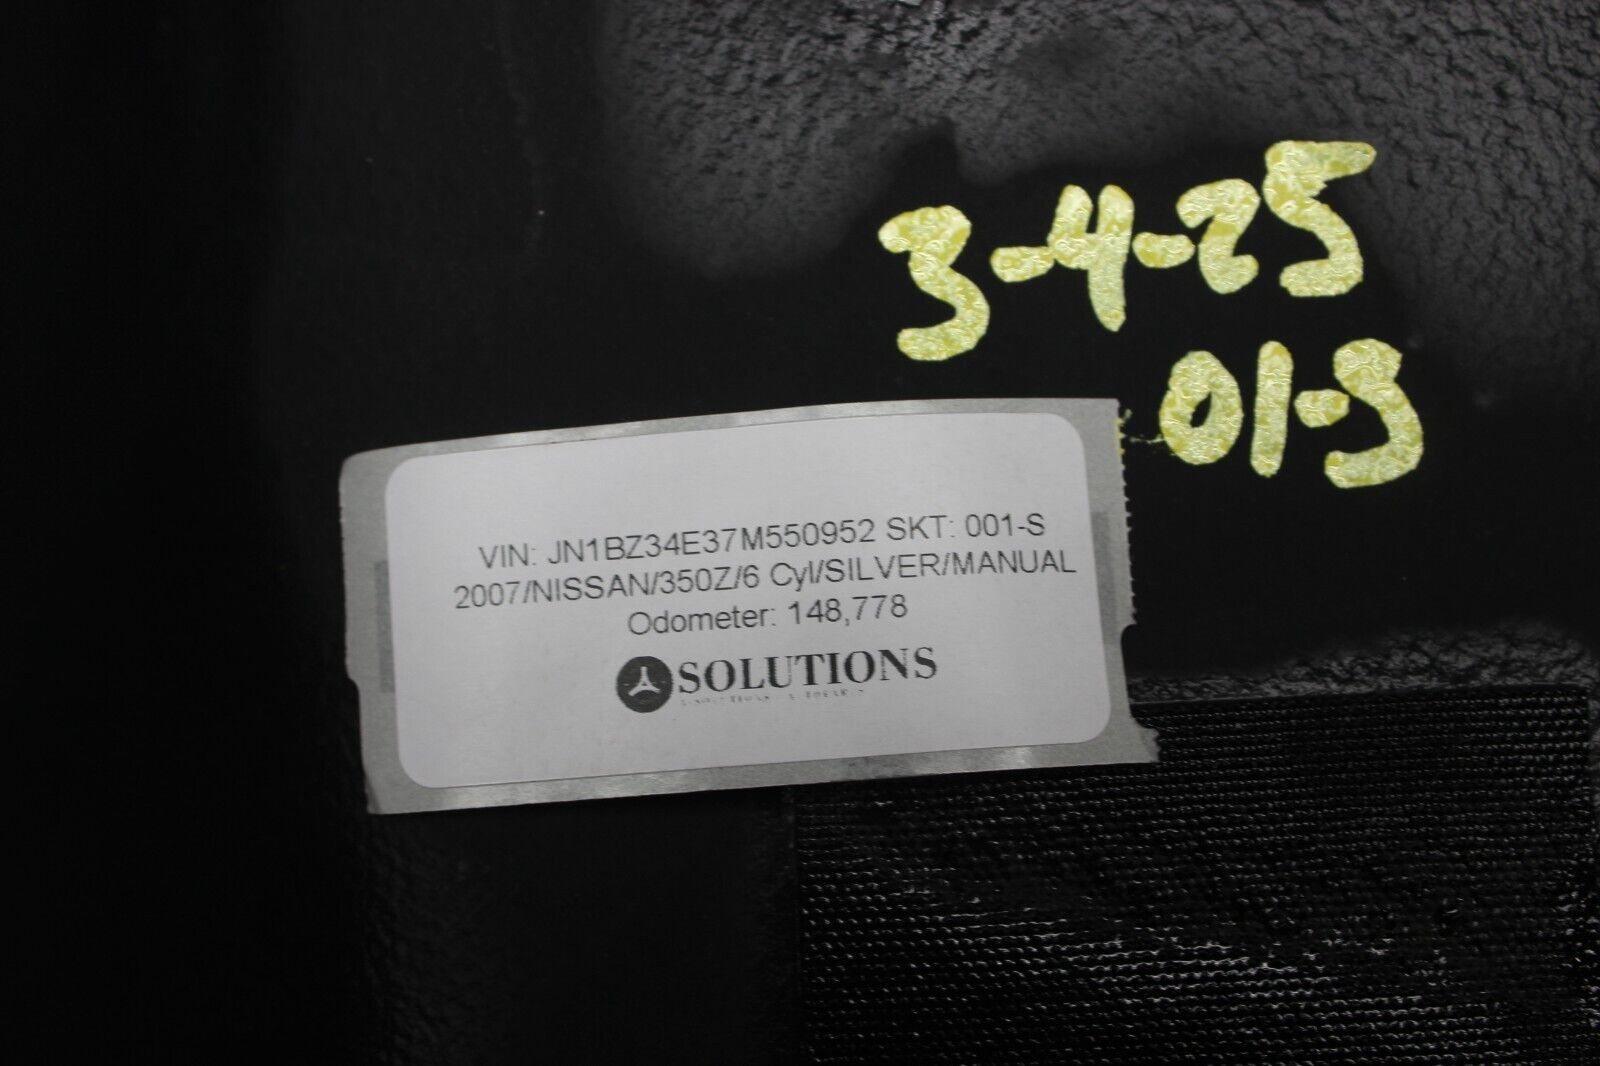 3-4-25
01-S
VIN: JN1BZ34E37M550952 SKT: 001-S
2007/NISSAN/350Z/6 Cyl/SILVER/MANUAL
Odometer: 148,778
SOLUTIONS